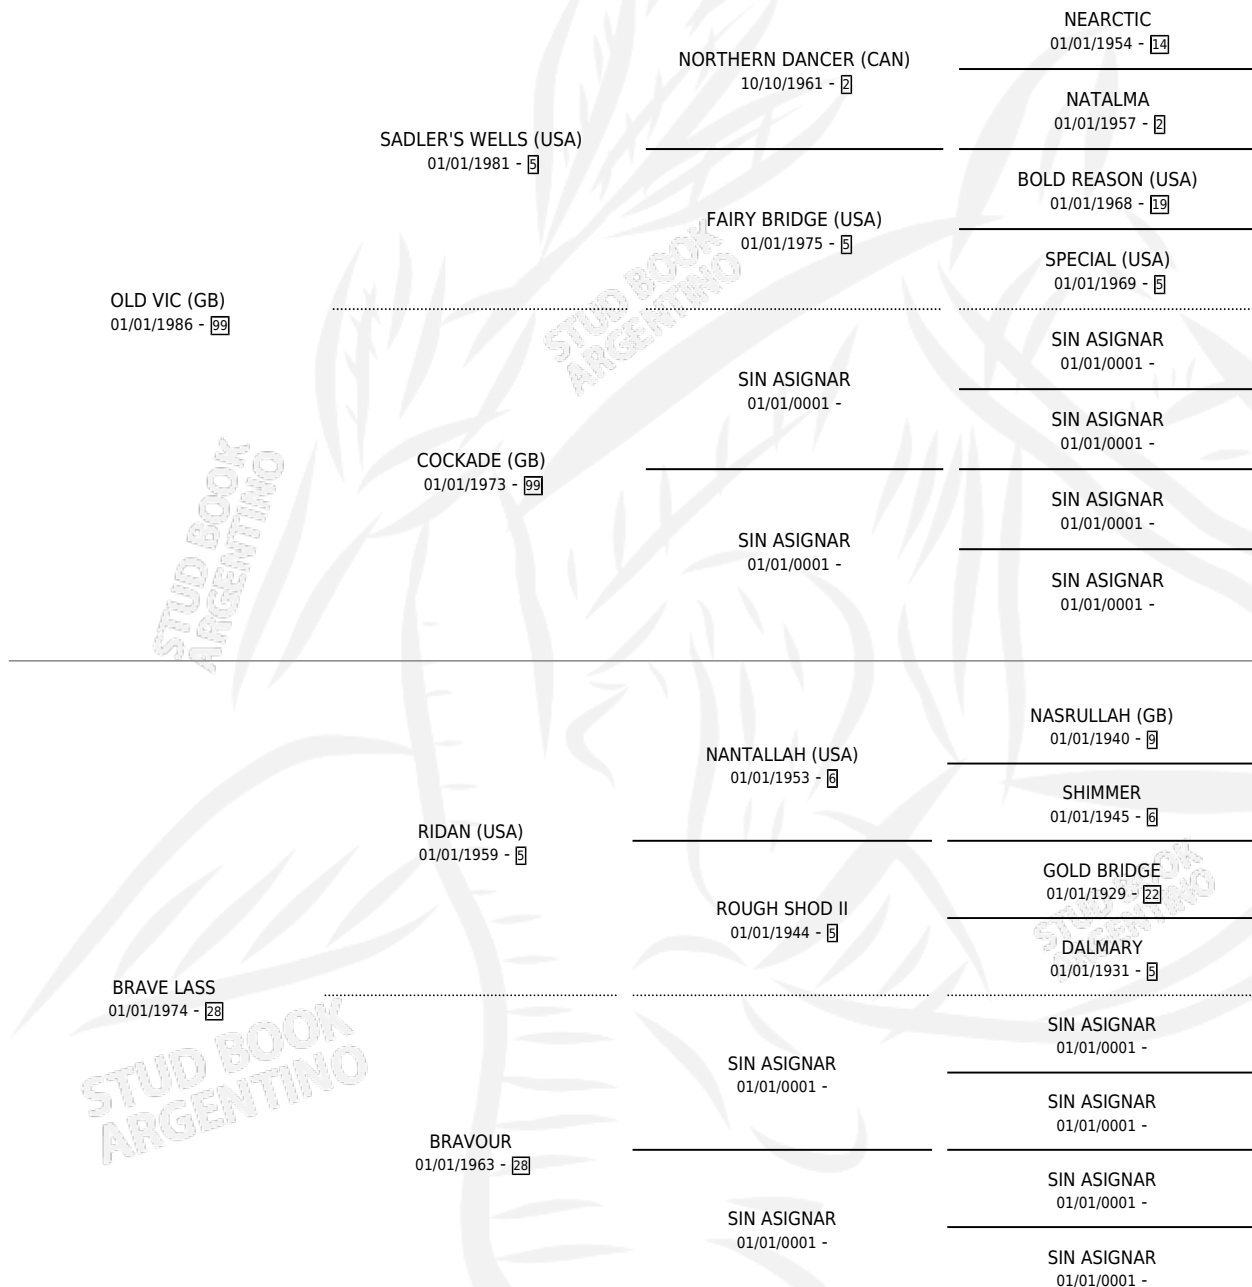 NEARCTIC
01/01/1954 - 14
NORTHERN DANCER (CAN)
10/10/1961 - 2
NATALMA
01/01/1957 - 2
SADLER'S WELLS (USA)
01/01/1981 - 5
BOLD REASON (USA)
01/01/1968 - 19
FAIRY BRIDGE (USA)
01/01/1975 - 5
SPECIAL (USA)
01/01/1969 - 5
OLD VIC (GB)
01/01/1986 - 99
SIN ASIGNAR
01/01/0001 -
SIN ASIGNAR
01/01/0001 -
SIN ASIGNAR
01/01/0001 -
COCKADE (GB)
01/01/1973 - 99
SIN ASIGNAR
01/01/0001 -
SIN ASIGNAR
01/01/0001 -
SIN ASIGNAR
01/01/0001 -
STUD BOOK
ARGENTINO
STUD BOOK
ARGENTINO
NASRULLAH (GB)
01/01/1940 - 9
NANTALLAH (USA)
01/01/1953 - 6
SHIMMER
01/01/1945 - 6
RIDAN (USA)
01/01/1959 - 5
GOLD BRIDGE
01/01/1929 - 22
ROUGH SHOD II
01/01/1944 - 5
DALMARY
01/01/1931 - 5
BRAVE LASS
01/01/1974 - 28
SIN ASIGNAR
01/01/0001 -
SIN ASIGNAR
01/01/0001 -
SIN ASIGNAR
01/01/0001 -
BRAVOUR
01/01/1963 - 28
SIN ASIGNAR
01/01/0001 -
SIN ASIGNAR
01/01/0001 -
SIN ASIGNAR
01/01/0001 -
STUD BOOK
ARGENTINO
STUD BOOK
ARGENTINO